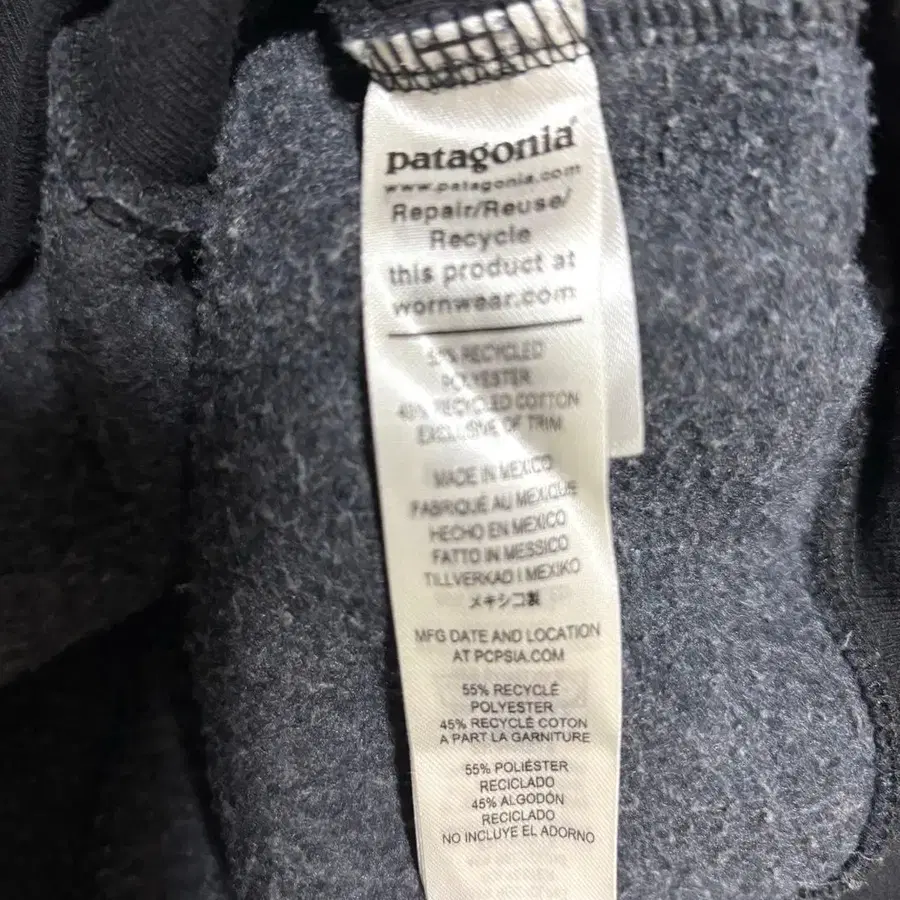 patagonia®
www.patagonia.com
Repair/Reuse/
Recycle
this product at
wornwear.com
55% RECYCLED
POLYESTER
45% RECYCLED COTTON
EXCLUSIVE OF TRIM
MADE IN MEXICO
FABRIQUÉ AU MEXIQUE
HECHO EN MEXICO
FATTO IN MESSICO
TILLVERKAD I MEXIKO
メキシコ製
MFG DATE AND LOCATION
AT PCPSIA.COM
55% RECYCLÉ
POLYESTER
45% RECYCLÉ COTON
A PART LA GARNITURE
55% POLIÉSTER
RECICLADO
45% ALGODÓN
RECICLADO
NO INCLUYE EL ADORNO